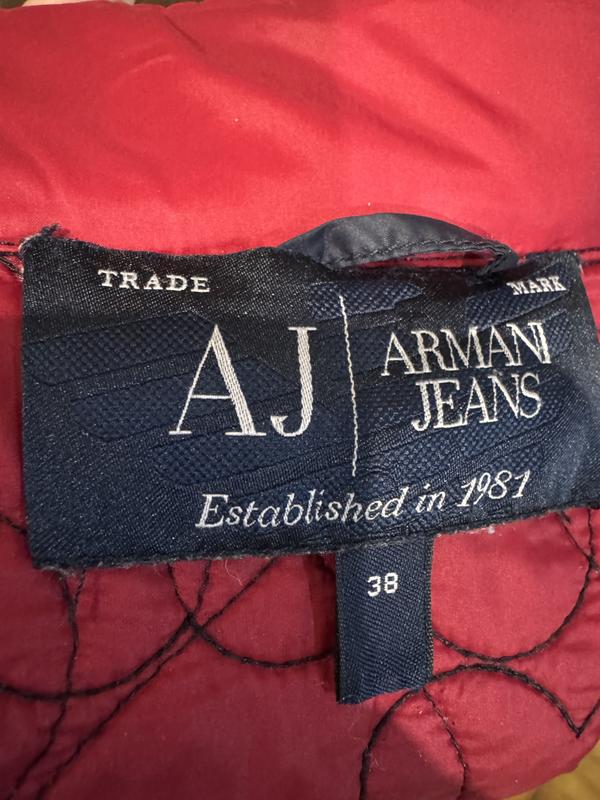 TRADE MARK
AJ ARMANI
JEANS
Established in 1981
38